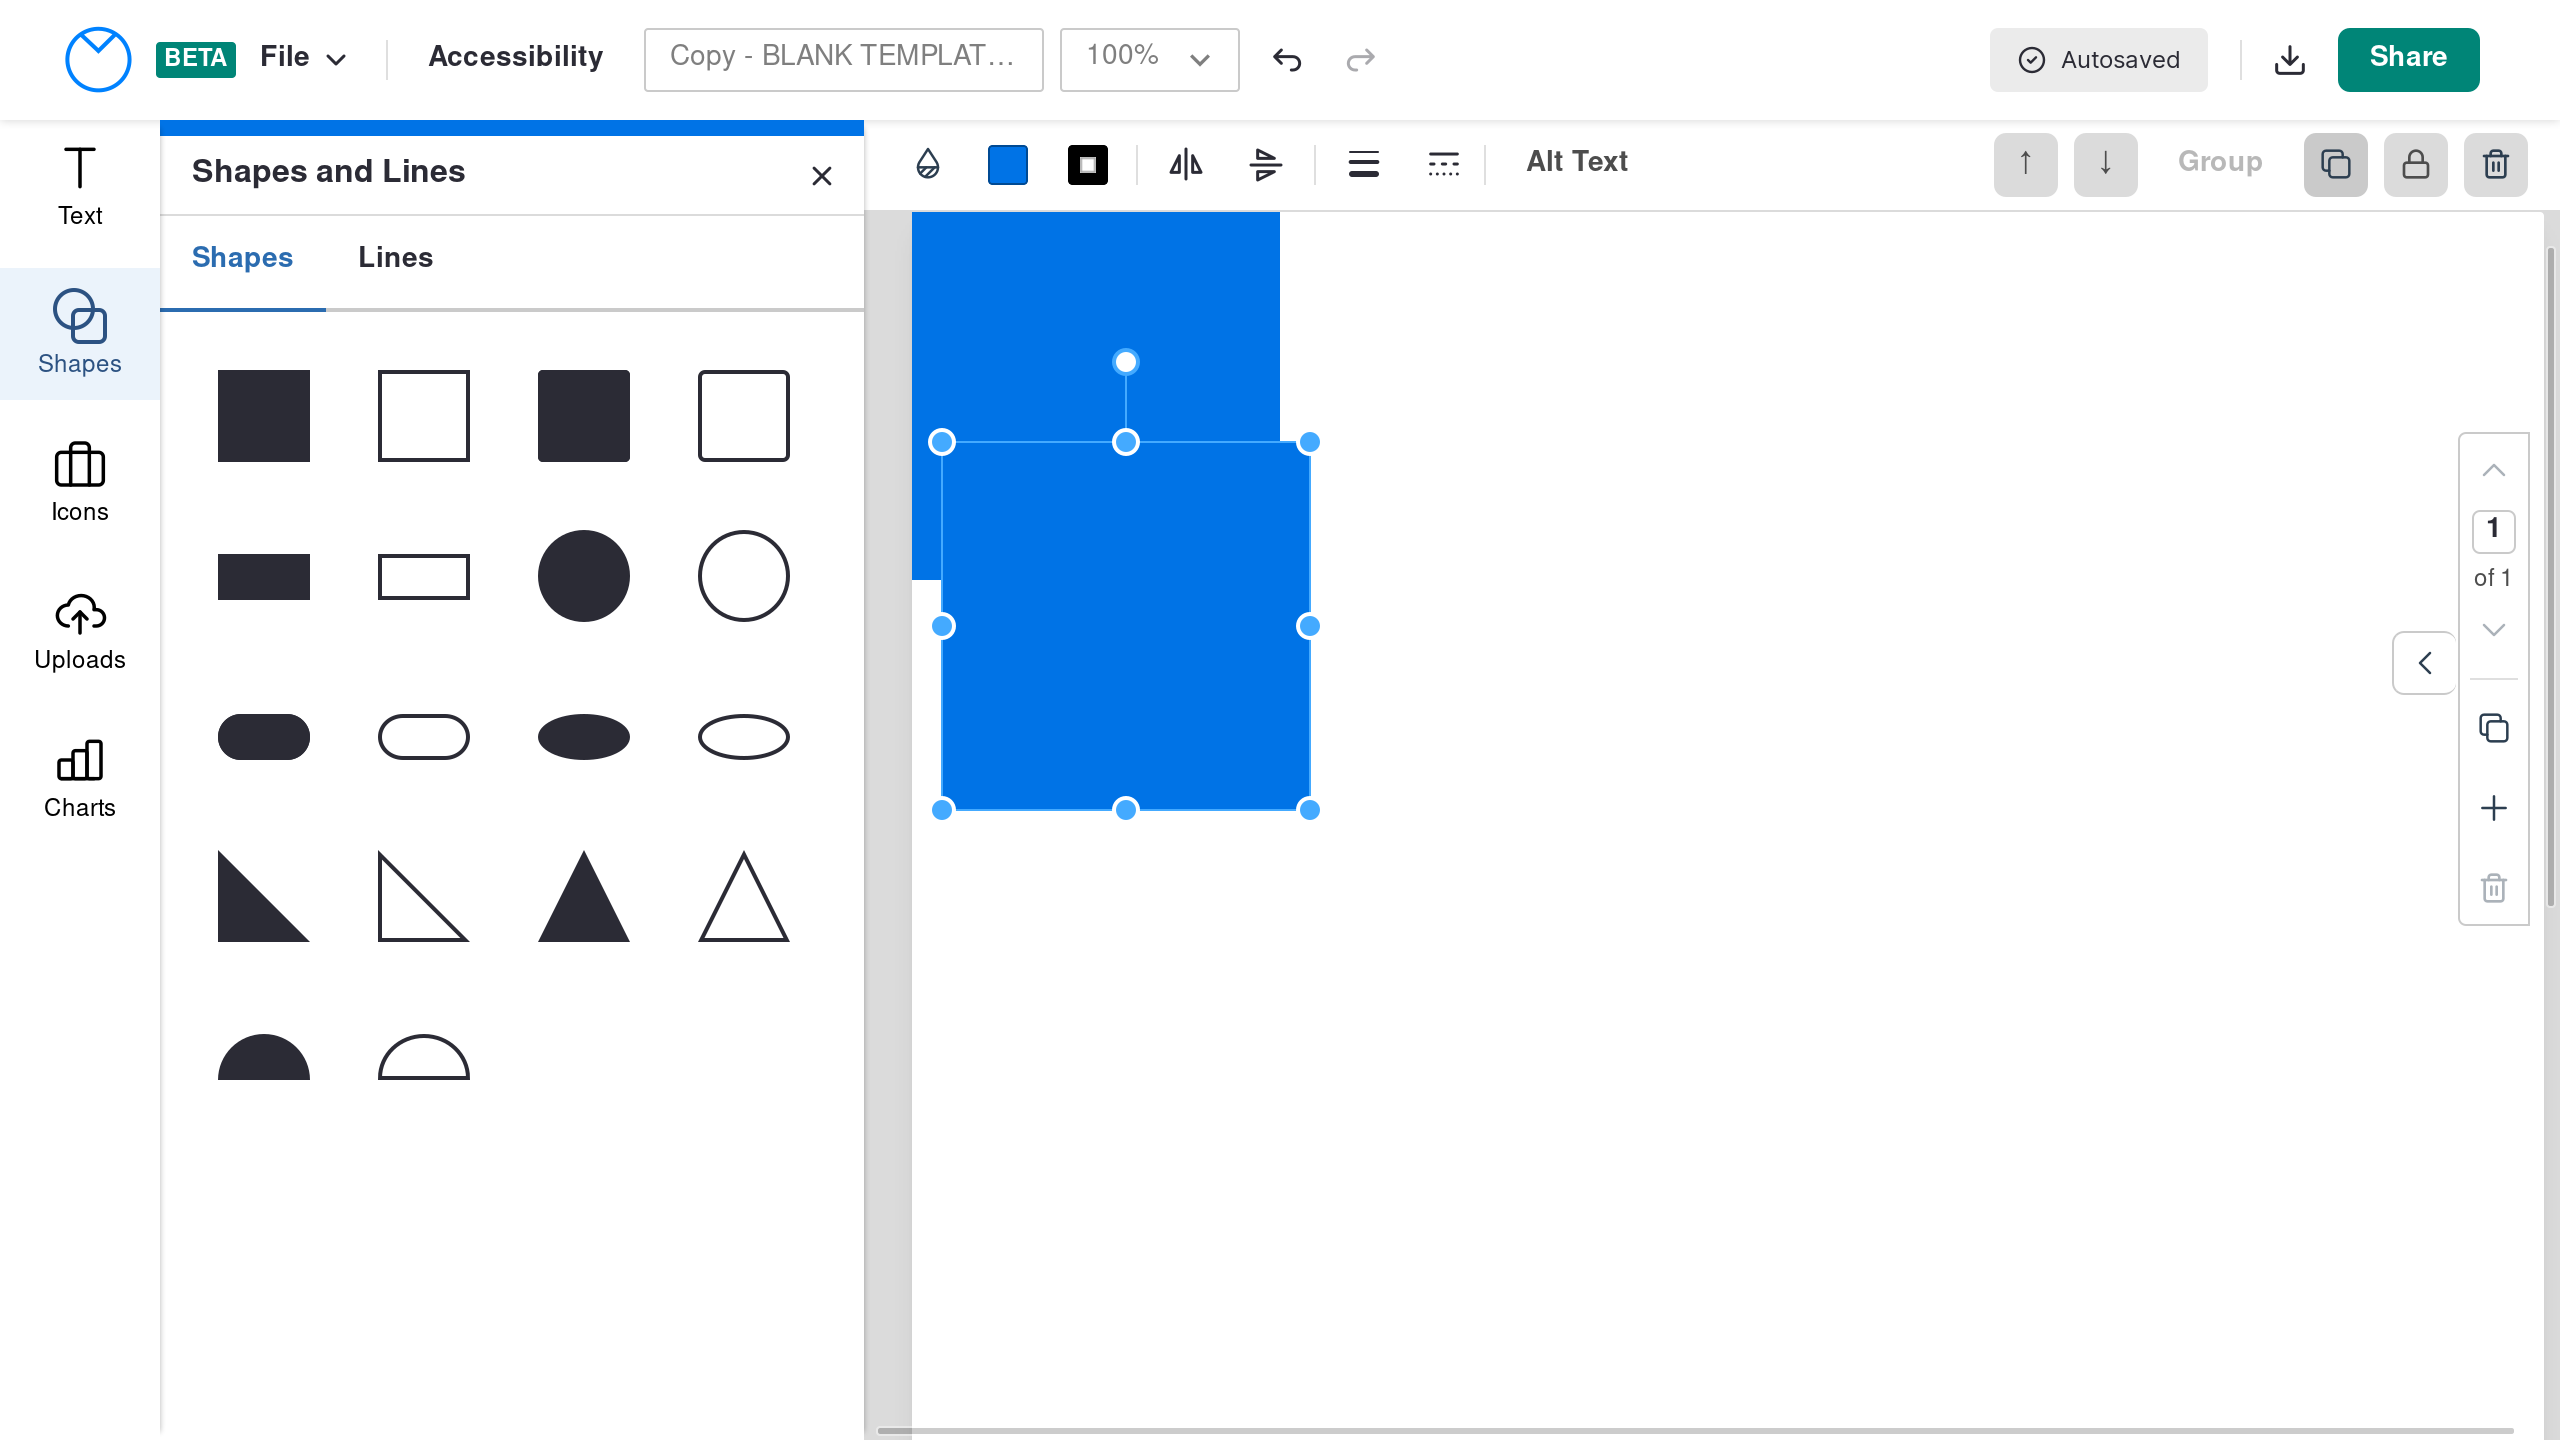 BETA
File
Accessibility
Copy - BLANK TEMPLAT...
100%
Autosaved
Share
Text
Shapes
Icons
Uploads
Charts
Shapes and Lines
Shapes
Lines
Alt Text
Group
1
of 1